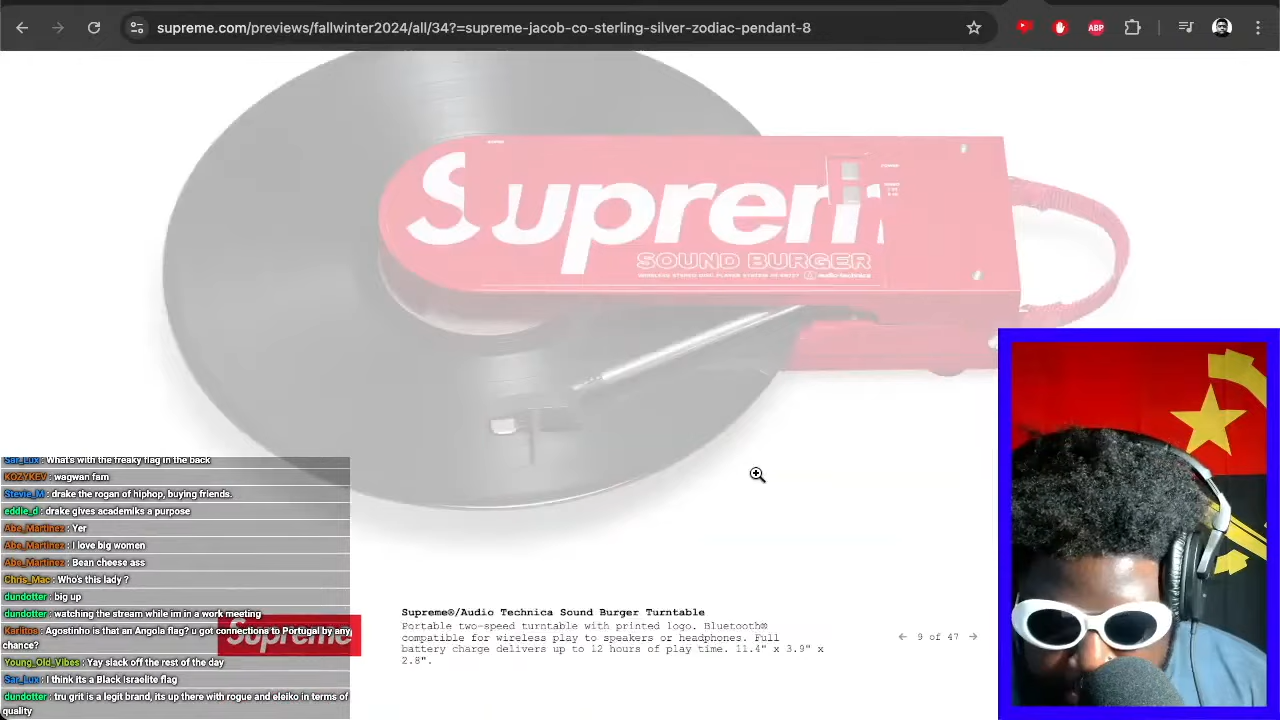 supreme.com/previews/fallwinter2024/all/34?=supreme-jacob-co-sterling-silver-zodiac-pendant-8
ABP
Suprem
SOUND BURGER
audio-technica
Sar_Lux : What's with the freaky flag in the back
KOZYKEV : wagwan fam
Stevie_M : drake the rogan of hiphop, buying friends.
eddie_d : drake gives academiks a purpose
Abe_Martinez : Yer
Abe_Martinez : I love big women
Abe_Martinez : Bean cheese ass
Chris_Mac : Who's this lady ?
dundotter : big up
dundotter : watching the stream while im in a work meeting
Karlitos : Agostinho is that an Angola flag? u got connections to Portugal by any
chance?
Young_Old_Vibes : Yay slack off the rest of the day
Sar_Lux : I think its a Black Israelite flag
dundotter : tru grit is a legit brand, its up there with rogue and eleiko in terms of
quality
Supreme
Supreme®/Audio Technica Sound Burger Turntable
Portable two-speed turntable with printed logo. Bluetooth®
compatible for wireless play to speakers or headphones. Full
battery charge delivers up to 12 hours of play time. 11.4" x 3.9" x
2.8".
← 9 of 47 →